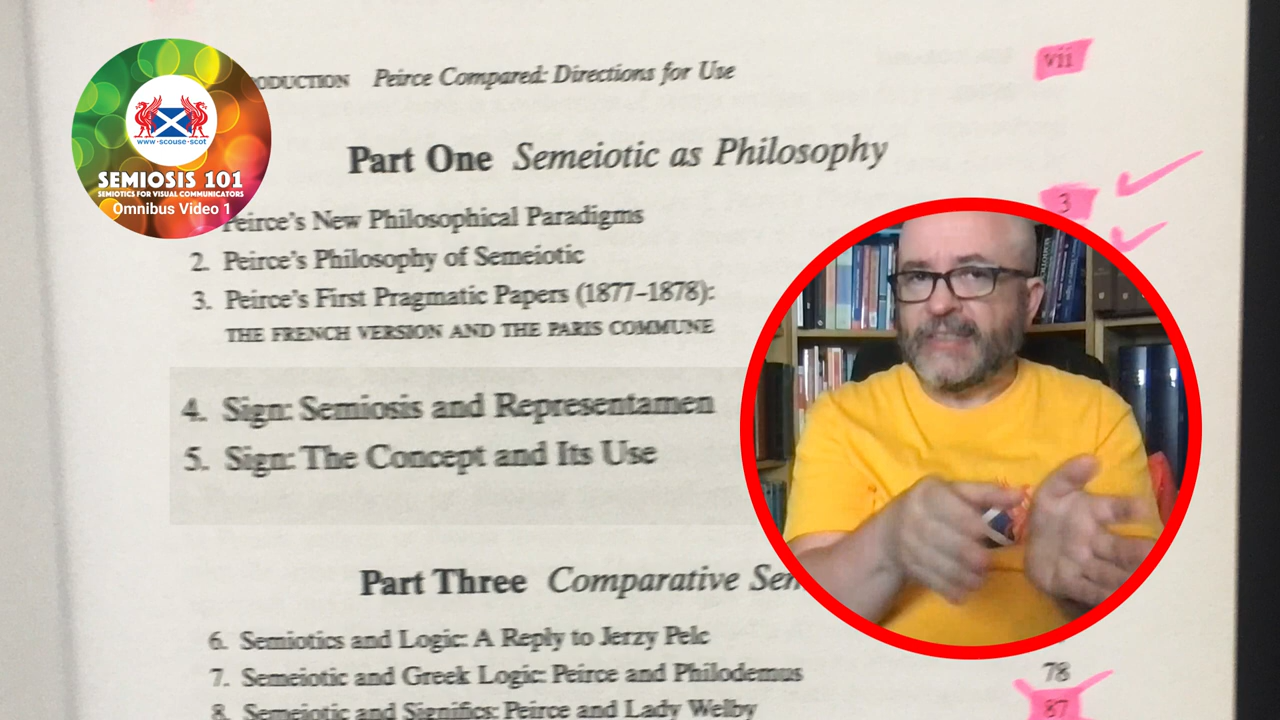 RODUCTION Peirce Compared: Directions for Use vii
www-scouse-scot
SEMIOSIS 101
SEMIOTICS FOR VISUAL COMMUNICATORS
Omnibus Video 1
Part One Semeiotic as Philosophy
Peirce's New Philosophical Paradigms 3
2. Peirce's Philosophy of Semeiotic
3. Peirce's First Pragmatic Papers (1877–1878):
THE FRENCH VERSION AND THE PARIS COMMUNE
4. Sign: Semiosis and Representamen
5. Sign: The Concept and Its Use
Part Three Comparative Sem
6. Semiotics and Logic: A Reply to Jerzy Pelc
7. Semeiotic and Greek Logic: Peirce and Philodemus 78
8. Semeiotic and Significs: Peirce and Lady Welby 87